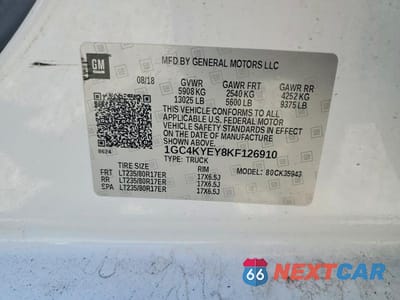 GM
MFD BY GENERAL MOTORS LLC
08/18 GVWR GAWR FRT GAWR RR
5908 KG 2540 KG 4252 KG
13025 LB 5600 LB 9375 LB
THIS VEHICLE CONFORMS TO ALL
APPLICABLE U.S. FEDERAL MOTOR
VEHICLE SAFETY STANDARDS IN
EFFECT ON THE DATE OF
MANUFACTURE SHOWN ABOVE.
1GC4KYEY8KF126910
TYPE: TRUCK
TIRE SIZE RIM MODEL:
FRT LT235/80R17ER 17X6.5J
RR LT235/80R17ER 17X6.5J
SPA LT235/80R17ER 17X6.5J
66 NEXTCAR